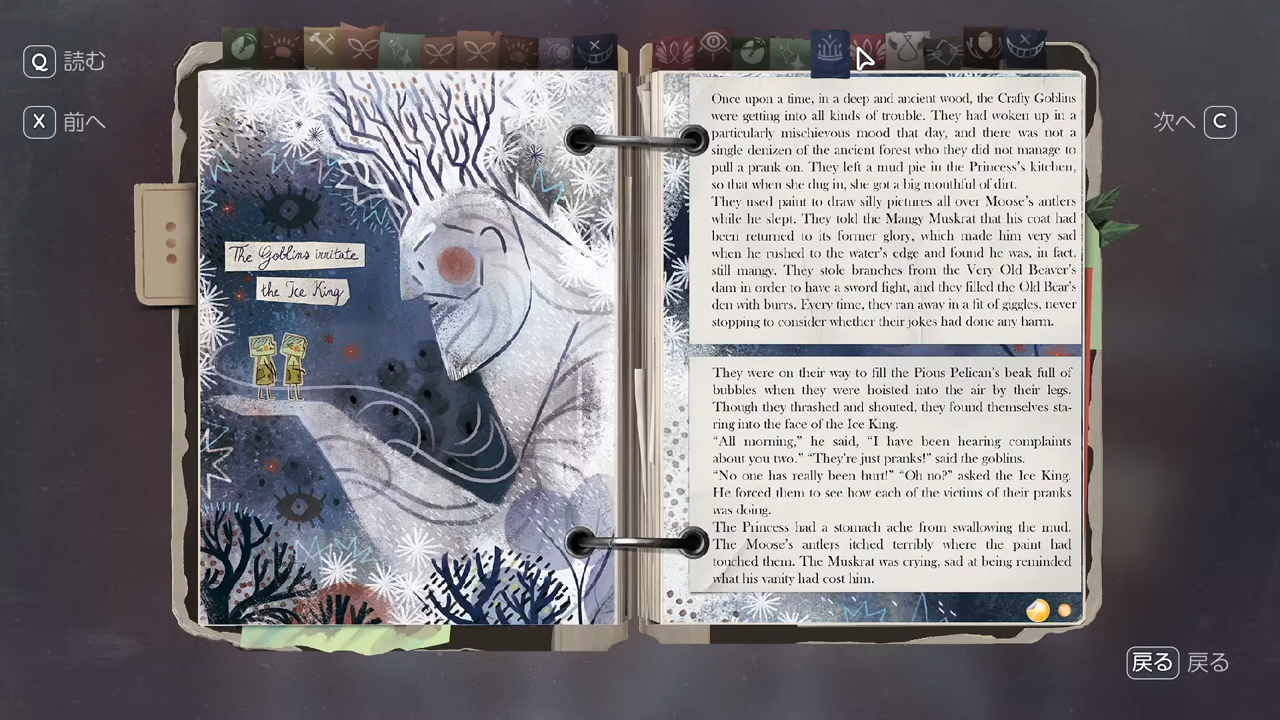 Q 読む
X 前へ
次へ C
The Goblins irritate
the Ice King
Once upon a time, in a deep and ancient wood, the Crafty Goblins
were getting into all kinds of trouble. They had woken up in a
particularly mischievous mood that day, and there was not a
single denizen of the ancient forest who they did not manage to
pull a prank on. They left a mud pie in the Princess's kitchen,
so that when she dug in, she got a big mouthful of dirt.
They used paint to draw silly pictures all over Moose's antlers
while he slept. They told the Mangy Muskrat that his coat had
been returned to its former glory, which made him very sad
when he rushed to the water's edge and found he was, in fact,
still mangy. They stole branches from the Very Old Beaver's
dam in order to have a sword fight, and they filled the Old Bear's
den with burrs. Every time, they ran away in a fit of giggles, never
stopping to consider whether their jokes had done any harm.
They were on their way to fill the Pious Pelican's beak full of
bubbles when they were hoisted into the air by their legs.
Though they thrashed and shouted, they found themselves sta-
ring into the face of the Ice King.
“All morning,” he said, “I have been hearing complaints
about you two.” “They're just pranks!” said the goblins.
“No one has really been hurt!” “Oh no?” asked the Ice King.
He forced them to see how each of the victims of their pranks
was doing.
The Princess had a stomach ache from swallowing the mud.
The Moose's antlers itched terribly where the paint had
touched them. The Muskrat was crying, sad at being reminded
what his vanity had cost him.
戻る 戻る